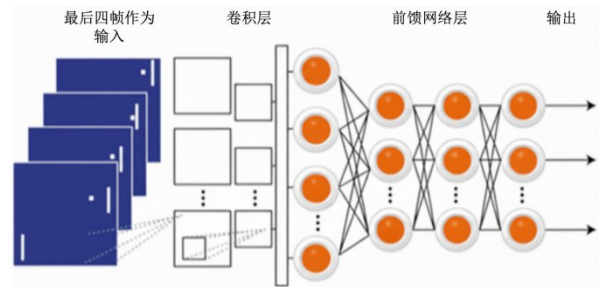 最后四帧作为
输入
卷积层
前馈网络层
输出